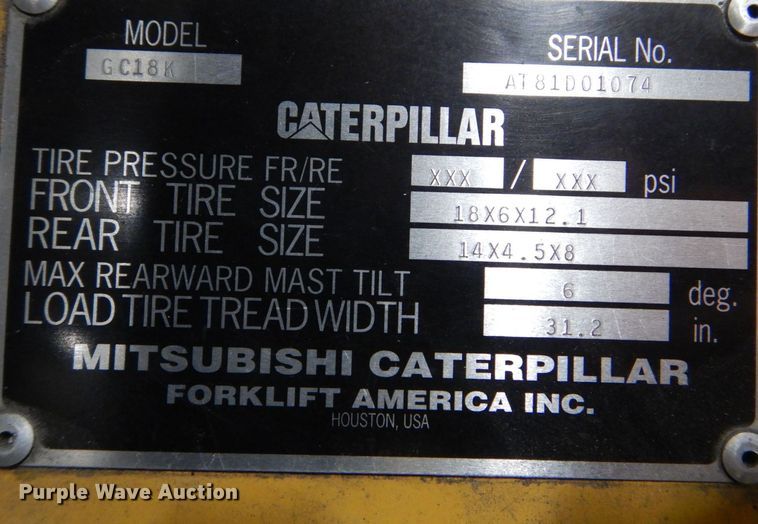 MODEL
GC18K
SERIAL No.
AT81D01074
CATERPILLAR
TIRE PRESSURE FR/RE XXX / XXX psi
FRONT TIRE SIZE 18X6X12.1
REAR TIRE SIZE 14X4.5X8
MAX REARWARD MAST TILT 6 deg.
LOAD TIRE TREAD WIDTH 31.2 in.
MITSUBISHI CATERPILLAR
FORKLIFT AMERICA INC.
HOUSTON, USA
Purple Wave Auction